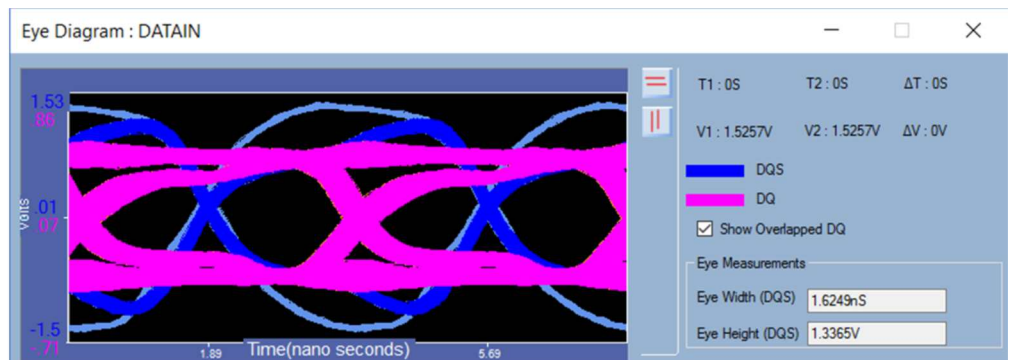 Eye Diagram : DATAIN
T1 : 0S T2 : 0S ΔT : 0S
V1 : 1.5257V V2 : 1.5257V ΔV : 0V
DQS
DQ
Show Overlapped DQ
Eye Measurements
Eye Width (DQS) 1.6249nS
Eye Height (DQS) 1.3365V
1.53
.86
Volts
.01
.07
-1.5
-.71
1.89 Time(nano seconds) 5.69